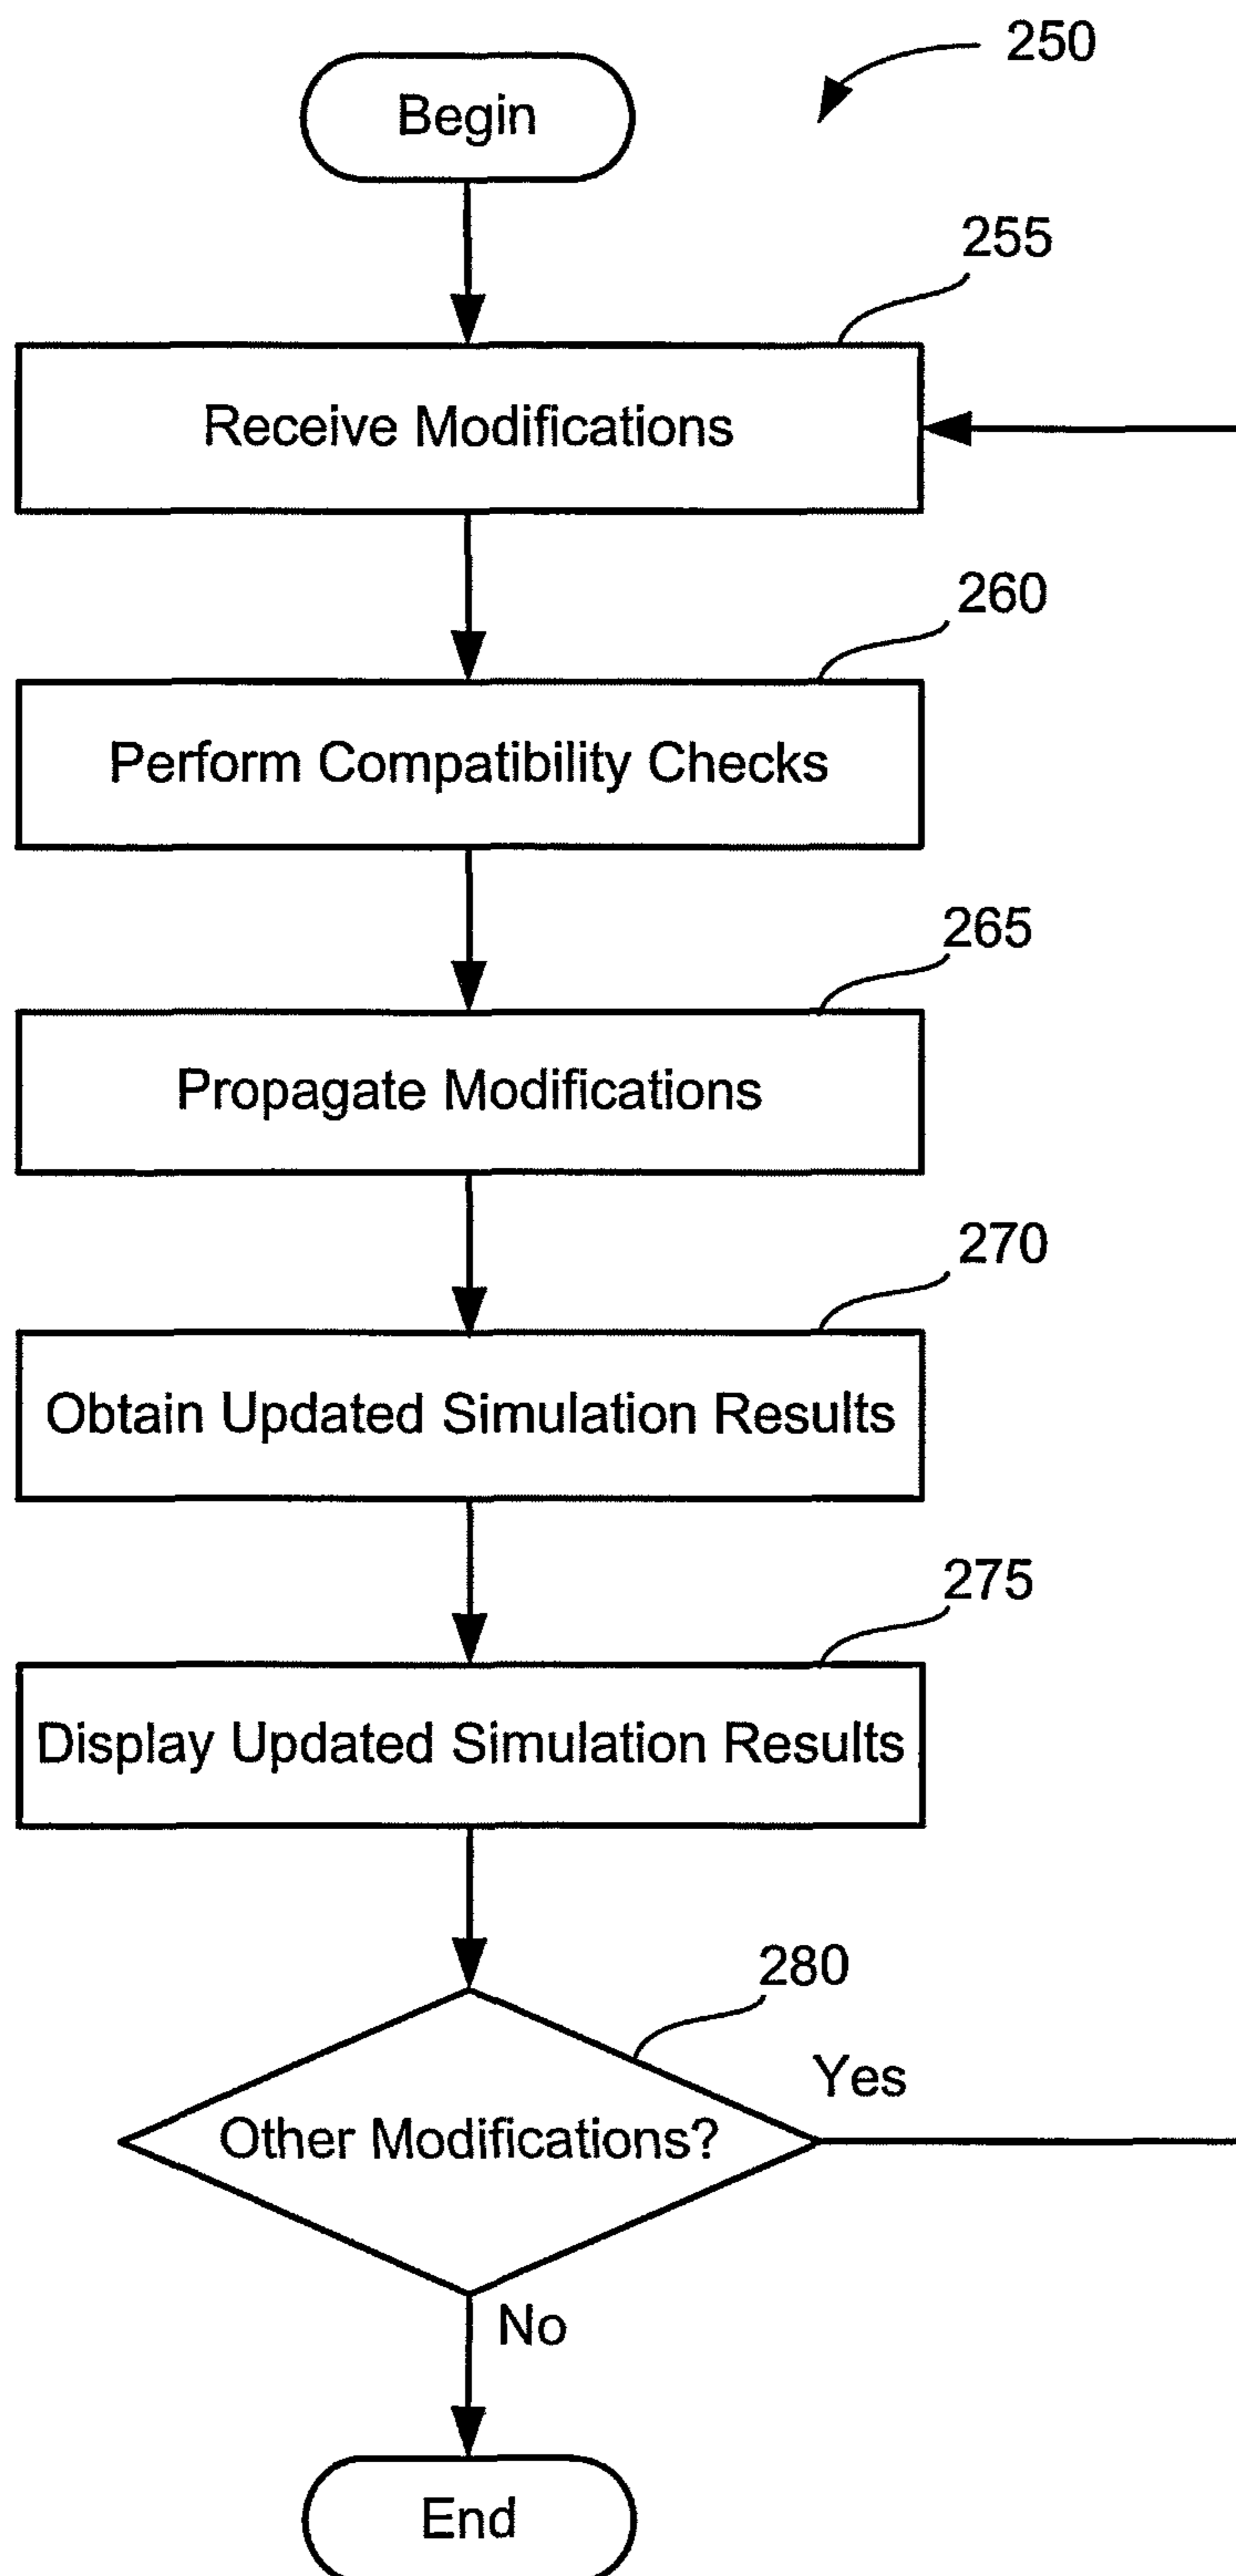 250
Begin
255
Receive Modifications
260
Perform Compatibility Checks
265
Propagate Modifications
270
Obtain Updated Simulation Results
275
Display Updated Simulation Results
280
Yes
Other Modifications?
No
End